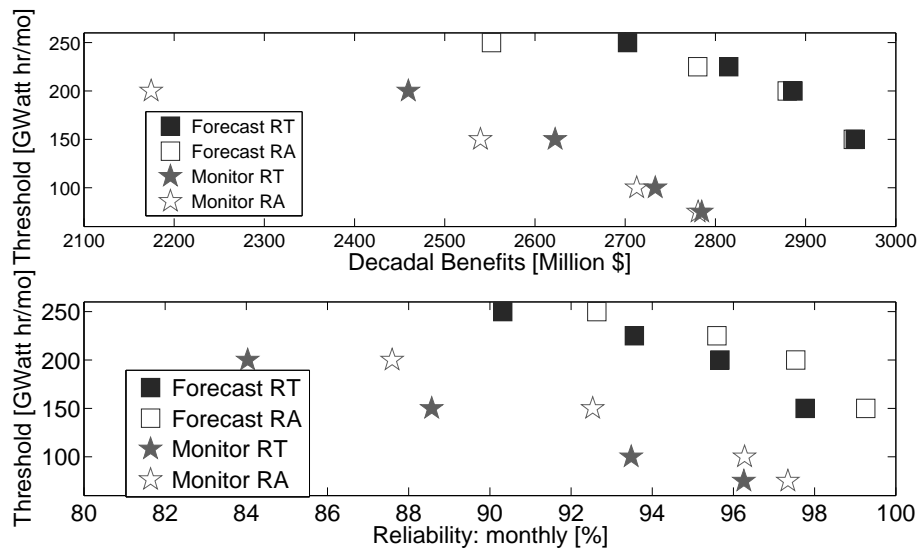 Threshold [GWatt hr/mo]
250
200
150
100
Forecast RT
Forecast RA
Monitor RT
Monitor RA
2100 2200 2300 2400 2500 2600 2700 2800 2900 3000
Decadal Benefits [Million $]
Threshold [GWatt hr/mo]
250
200
150
100
Forecast RT
Forecast RA
Monitor RT
Monitor RA
80 82 84 86 88 90 92 94 96 98 100
Reliability: monthly [%]